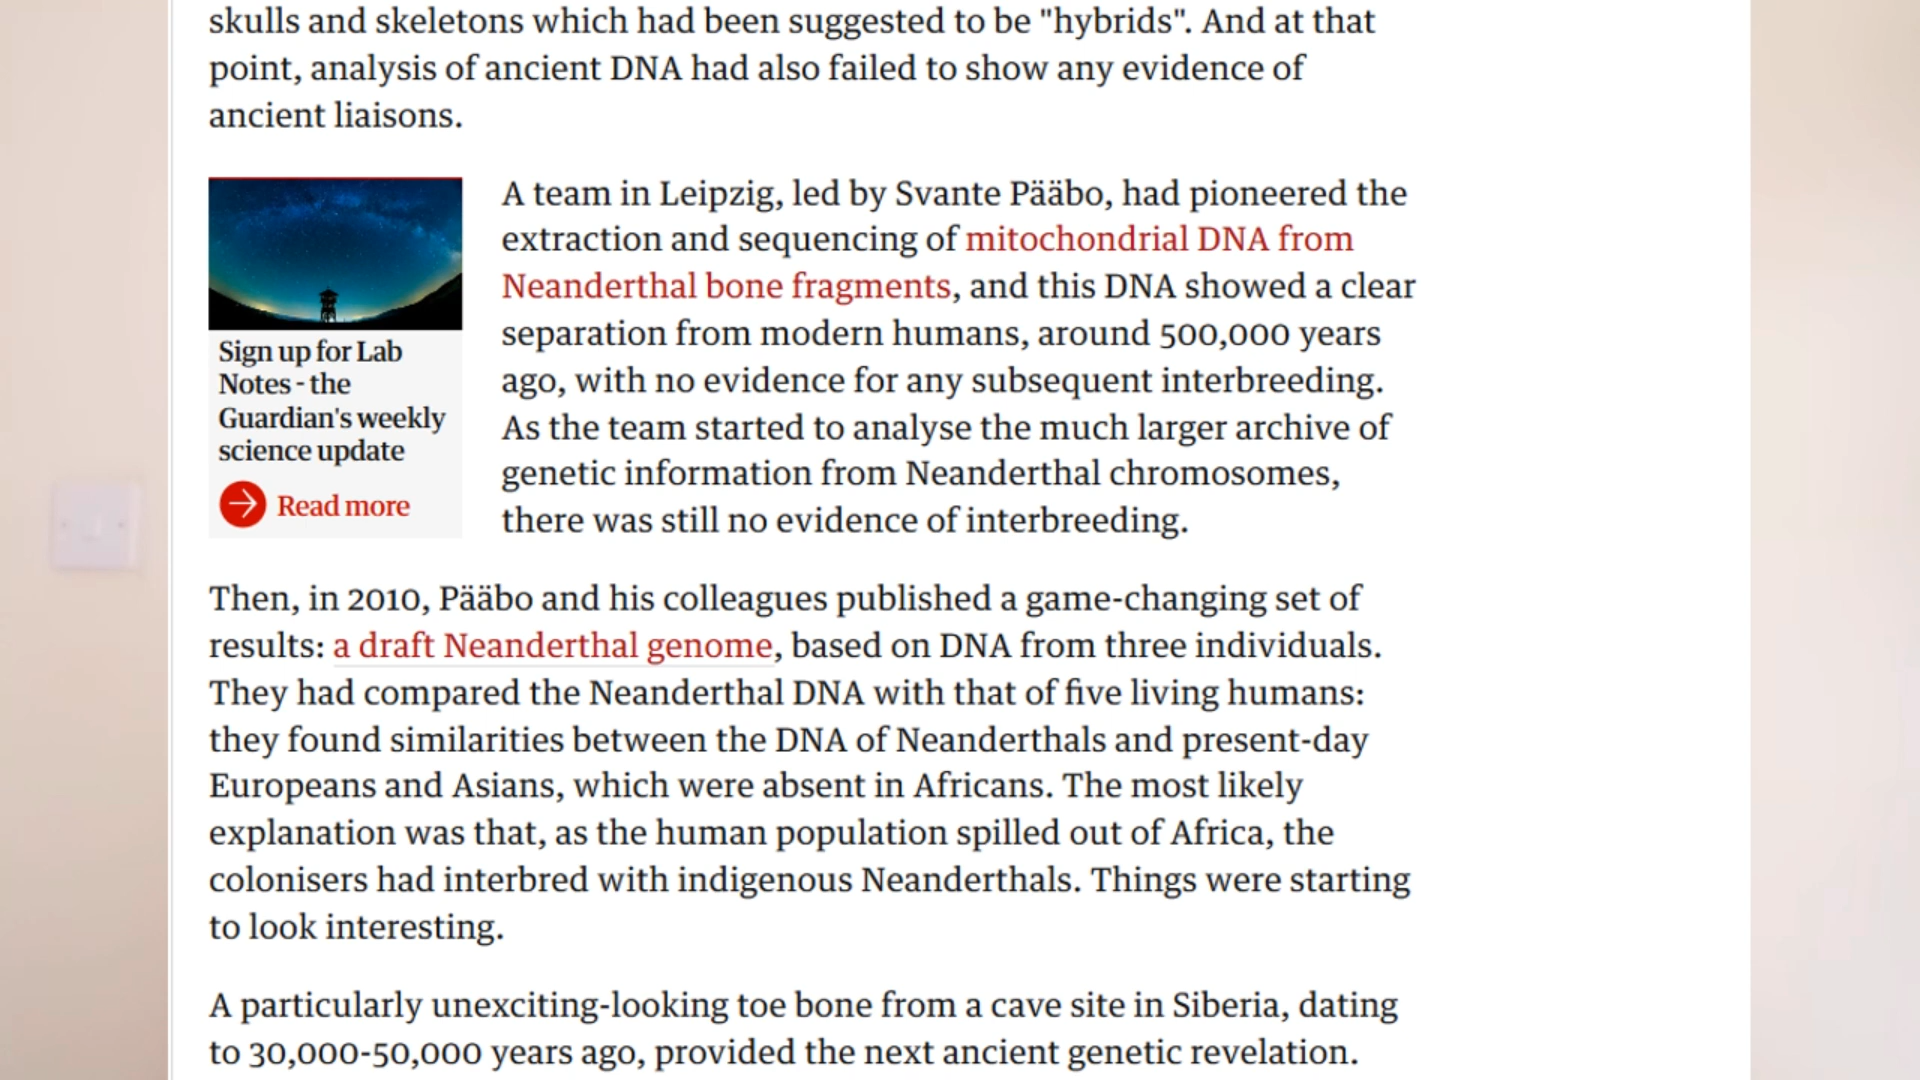 skulls and skeletons which had been suggested to be "hybrids". And at that
point, analysis of ancient DNA had also failed to show any evidence of
ancient liaisons.
Sign up for Lab
Notes - the
Guardian's weekly
science update
Read more
A team in Leipzig, led by Svante Pääbo, had pioneered the
extraction and sequencing of mitochondrial DNA from
Neanderthal bone fragments, and this DNA showed a clear
separation from modern humans, around 500,000 years
ago, with no evidence for any subsequent interbreeding.
As the team started to analyse the much larger archive of
genetic information from Neanderthal chromosomes,
there was still no evidence of interbreeding.
Then, in 2010, Pääbo and his colleagues published a game-changing set of
results: a draft Neanderthal genome, based on DNA from three individuals.
They had compared the Neanderthal DNA with that of five living humans:
they found similarities between the DNA of Neanderthals and present-day
Europeans and Asians, which were absent in Africans. The most likely
explanation was that, as the human population spilled out of Africa, the
colonisers had interbred with indigenous Neanderthals. Things were starting
to look interesting.
A particularly unexciting-looking toe bone from a cave site in Siberia, dating
to 30,000-50,000 years ago, provided the next ancient genetic revelation.